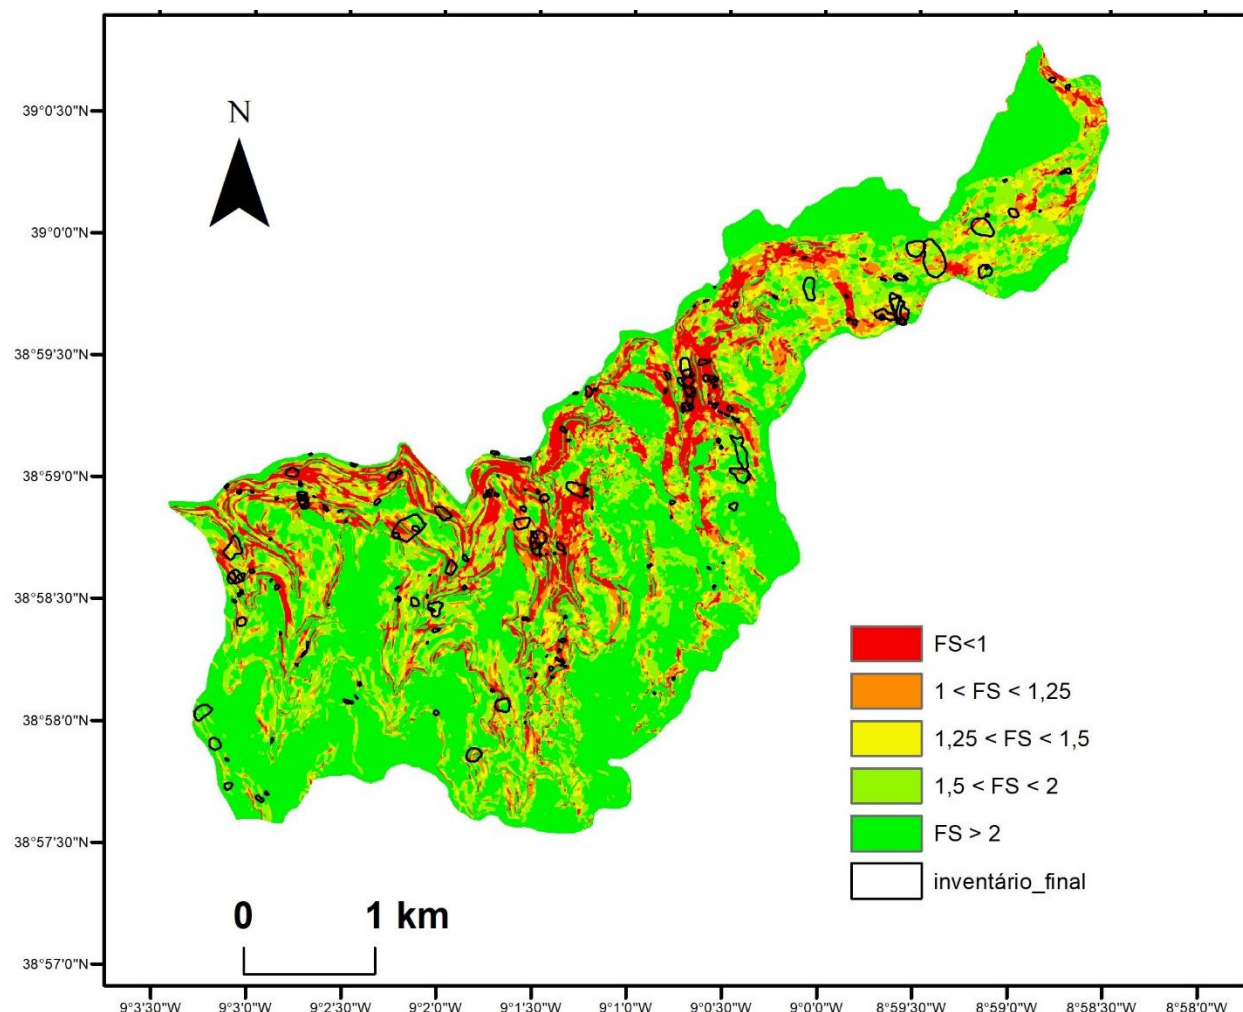 N
39°0'30"N
39°0'0"N
38°59'30"N
38°59'0"N
38°58'30"N
38°58'0"N
38°57'30"N
38°57'0"N
FS<1
1 < FS < 1,25
1,25 < FS < 1,5
1,5 < FS < 2
FS > 2
inventário_final
0 1 km
9°3'30"W 9°3'0"W 9°2'30"W 9°2'0"W 9°1'30"W 9°1'0"W 9°0'30"W 9°0'0"W 8°59'30"W 8°59'0"W 8°58'30"W 8°58'0"W